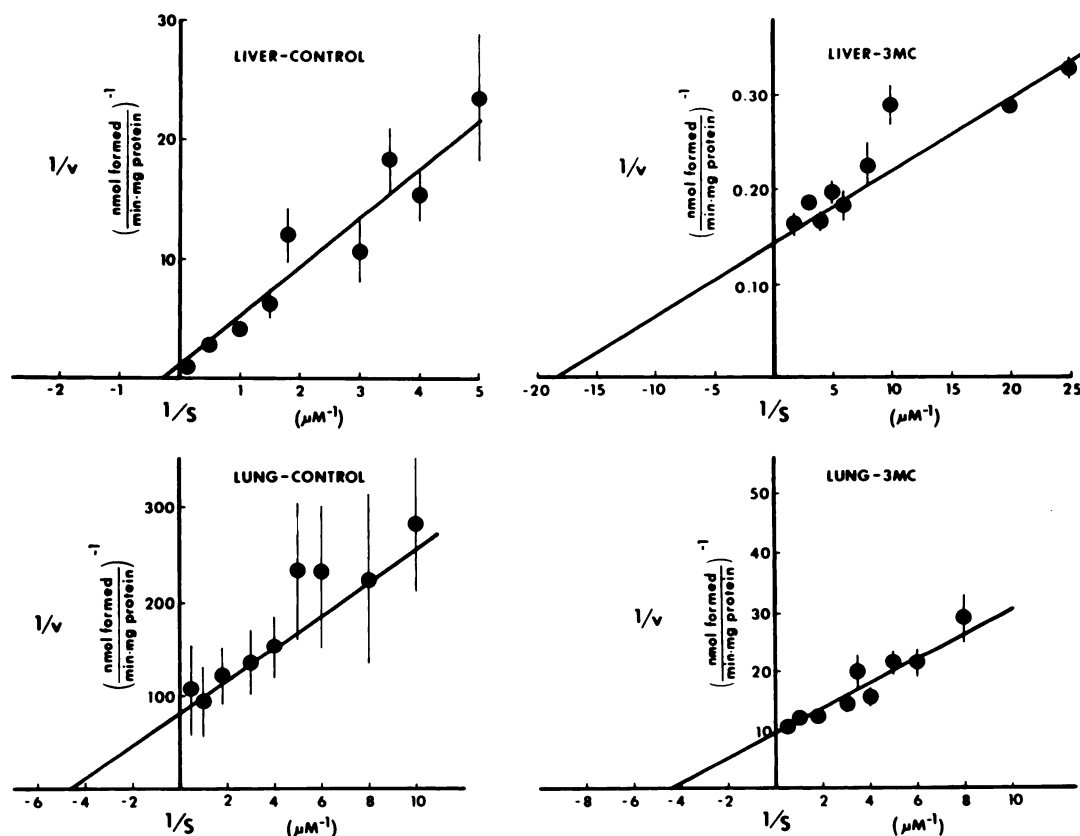 LIVER-CONTROL
30
20
10
1/v
(nmol formed / min·mg protein)⁻¹
-2 -1 1 2 3 4 5
1/S (μM⁻¹)
LIVER-3MC
0.30
0.20
0.10
1/v
(nmol formed / min·mg protein)⁻¹
-20 -15 -10 -5 5 10 15 20 25
1/S (μM⁻¹)
LUNG-CONTROL
300
200
100
1/v
(nmol formed / min·mg protein)⁻¹
-6 -4 -2 2 4 6 8 10
1/S (μM⁻¹)
LUNG-3MC
50
40
30
20
10
1/v
(nmol formed / min·mg protein)⁻¹
-8 -6 -4 -2 2 4 6 8 10
1/S (μM⁻¹)